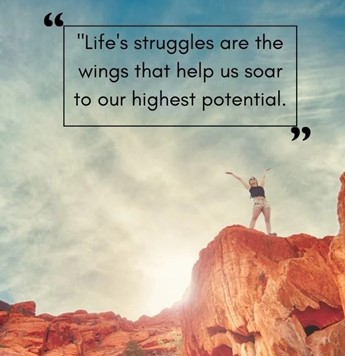 "Life's struggles are the
wings that help us soar
to our highest potential.